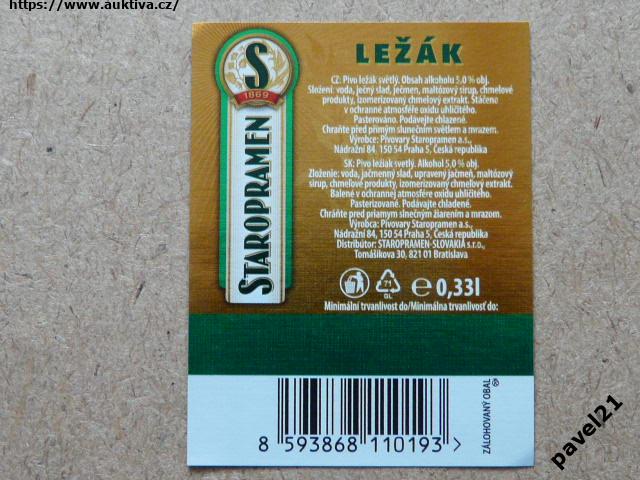 https://www.auktiva.cz/
LEŽÁK
S
1869
STAROPRAMEN
CZ: Pivo ležák světlý. Obsah alkoholu 5,0 % obj.
Složení: voda, ječný slad, ječmen, maltózový sirup, chmelové
produkty, izomerizovaný chmelový extrakt. Stáčeno
v ochranné atmosféře oxidu uhličitého.
Pasterováno. Podávejte chlazené.
Chraňte před přímým slunečním světlem a mrazem.
Výrobce: Pivovary Staropramen a.s.,
Nádražní 84, 150 54 Praha 5, Česká republika
SK: Pivo ležiak svetlý. Alkohol 5,0 % obj.
Zloženie: voda, jačmenný slad, upravený jačmeň, maltózový
sirup, chmeľové produkty, izomerizovaný chmeľový extrakt.
Balené v ochrannej atmosfére oxidu uhličitého.
Pasterizované. Podávajte chladené.
Chráňte pred priamym slnečným žiarením a mrazom.
Výrobca: Pivovary Staropramen a.s.,
Nádražní 84, 150 54 Praha 5, Česká republika
Distribútor: STAROPRAMEN-SLOVAKIA s.r.o.,
Tomášikova 30, 821 01 Bratislava
71
GL
e 0,33l
Minimální trvanlivost do/Minimálna trvanlivosť do:
8 593868 110193 >
ZÁLOHOVANÝ OBAL
pavel21